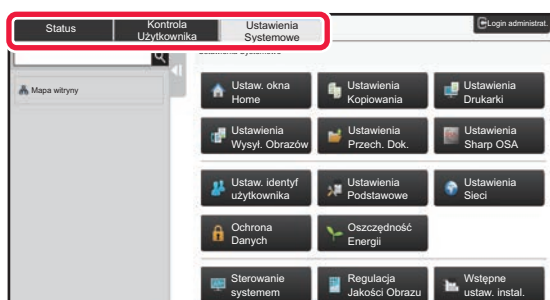 Status
Kontrola
Użytkownika
Ustawienia
Systemowe
Login administrat.
Ustawienia Systemowe
Mapa witryny
Ustaw. okna
Home
Ustawienia
Kopiowania
Ustawienia
Drukarki
Ustawienia
Wysył. Obrazów
Ustawienia
Przech. Dok.
Ustawienia
Sharp OSA
Ustaw. identyf
użytkownika
Ustawienia
Podstawowe
Ustawienia
Sieci
Ochrona
Danych
Oszczędność
Energii
Sterowanie
systemem
Regulacja
Jakości Obrazu
Wstępne
ustaw. instal.